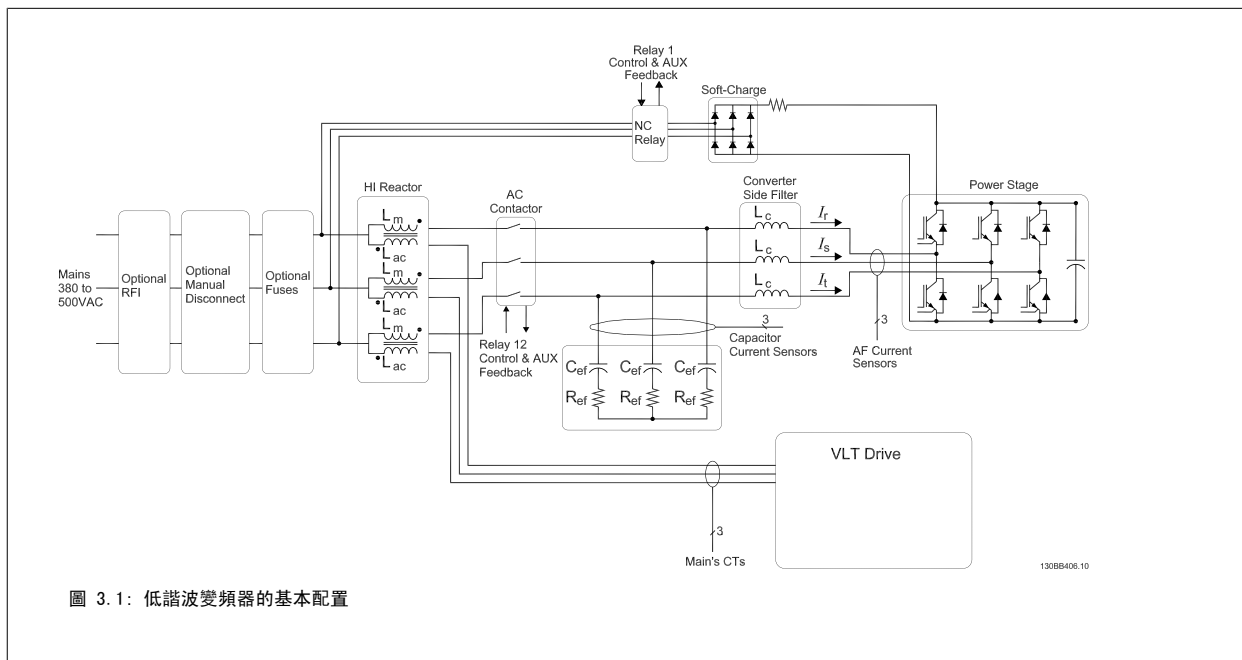 Relay 1
Control & AUX
Feedback
Soft-Charge
NC
Relay
HI Reactor
AC
Contactor
Converter
Side Filter
Power Stage
Mains
380 to
500VAC
Optional
RFI
Optional
Manual
Disconnect
Optional
Fuses
Lm
Lac
Lm
Lac
Lm
Lac
Lc
Lc
Lc
Ir
Is
It
Relay 12
Control & AUX
Feedback
3
Capacitor
Current Sensors
3
AF Current
Sensors
Cef
Cef
Cef
Ref
Ref
Ref
VLT Drive
3
Main's CTs
130BB406.10
圖 3.1: 低諧波變頻器的基本配置